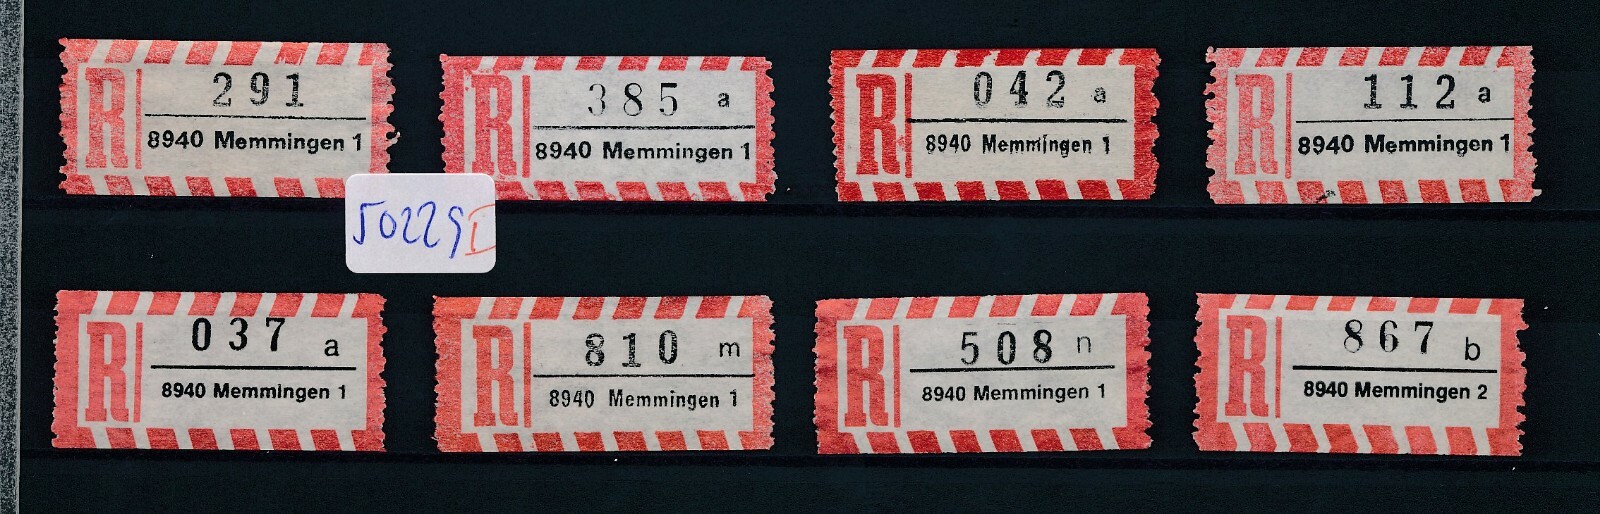 R 291
8940 Memmingen 1
R 385 a
8940 Memmingen 1
R 042 a
8940 Memmingen 1
R 112 a
8940 Memmingen 1
50229 I
R 037 a
8940 Memmingen 1
R 810 m
8940 Memmingen 1
R 508 n
8940 Memmingen 1
R 867 b
8940 Memmingen 2